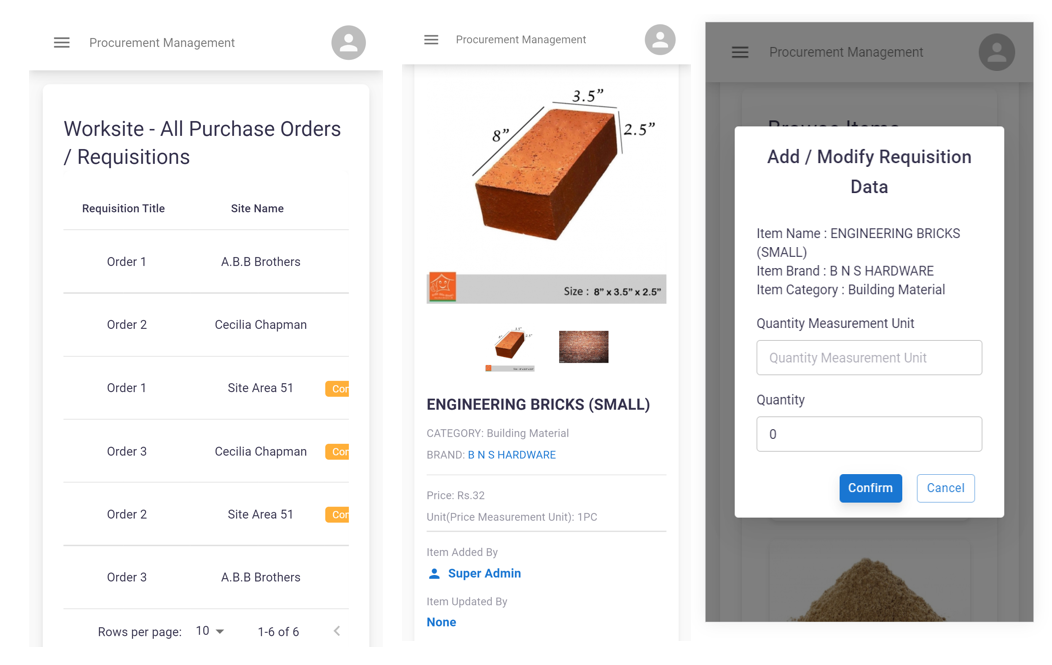 Procurement Management
Worksite - All Purchase Orders
/ Requisitions
Requisition Title Site Name
Order 1 A.B.B Brothers
Order 2 Cecilia Chapman
Order 1 Site Area 51 Cor
Order 3 Cecilia Chapman Cor
Order 2 Site Area 51 Cor
Order 3 A.B.B Brothers
Rows per page: 10 1-6 of 6
Procurement Management
3.5”
8”
2.5”
Size : 8" x 3.5" x 2.5"
ENGINEERING BRICKS (SMALL)
CATEGORY: Building Material
BRAND: B N S HARDWARE
Price: Rs.32
Unit(Price Measurement Unit): 1PC
Item Added By
Super Admin
Item Updated By
None
Procurement Management
Browse Items
Add / Modify Requisition
Data
Item Name : ENGINEERING BRICKS
(SMALL)
Item Brand : B N S HARDWARE
Item Category : Building Material
Quantity Measurement Unit
Quantity Measurement Unit
Quantity
0
Confirm Cancel